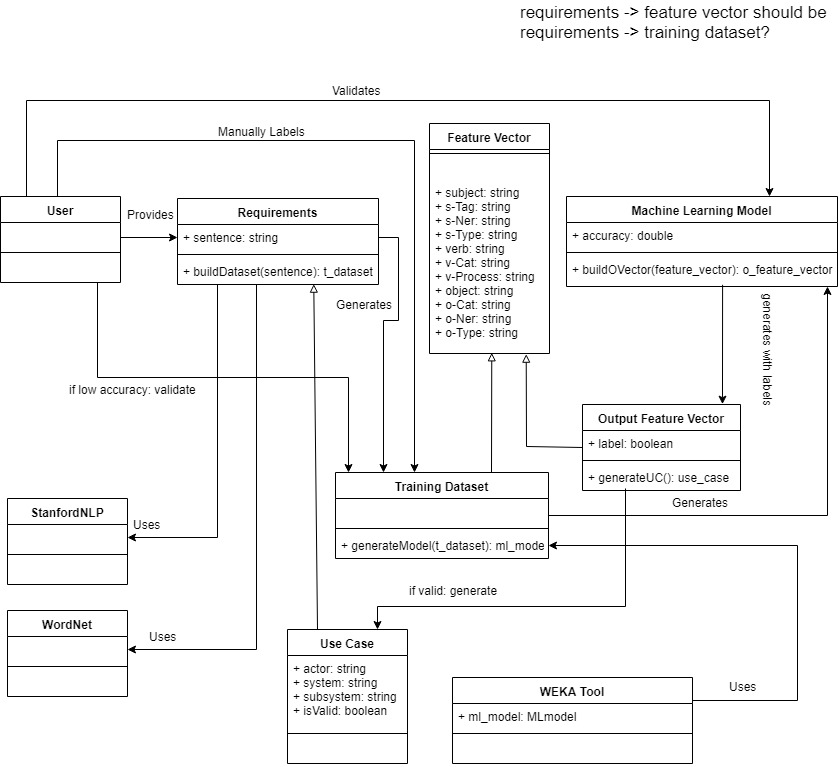 requirements -> feature vector should be
requirements -> training dataset?
Validates
Manually Labels
Feature Vector
+ subject: string
+ s-Tag: string
+ s-Ner: string
+ s-Type: string
+ verb: string
+ v-Cat: string
+ v-Process: string
+ object: string
+ o-Cat: string
+ o-Ner: string
+ o-Type: string
User
Provides
Requirements
+ sentence: string
+ buildDataset(sentence): t_dataset
Machine Learning Model
+ accuracy: double
+ buildOVector(feature_vector): o_feature_vector
Generates
generates with labels
if low accuracy: validate
Output Feature Vector
+ label: boolean
+ generateUC(): use_case
Training Dataset
+ generateModel(t_dataset): ml_mode
Generates
StanfordNLP
Uses
WordNet
Uses
if valid: generate
Use Case
+ actor: string
+ system: string
+ subsystem: string
+ isValid: boolean
WEKA Tool
+ ml_model: MLmodel
Uses